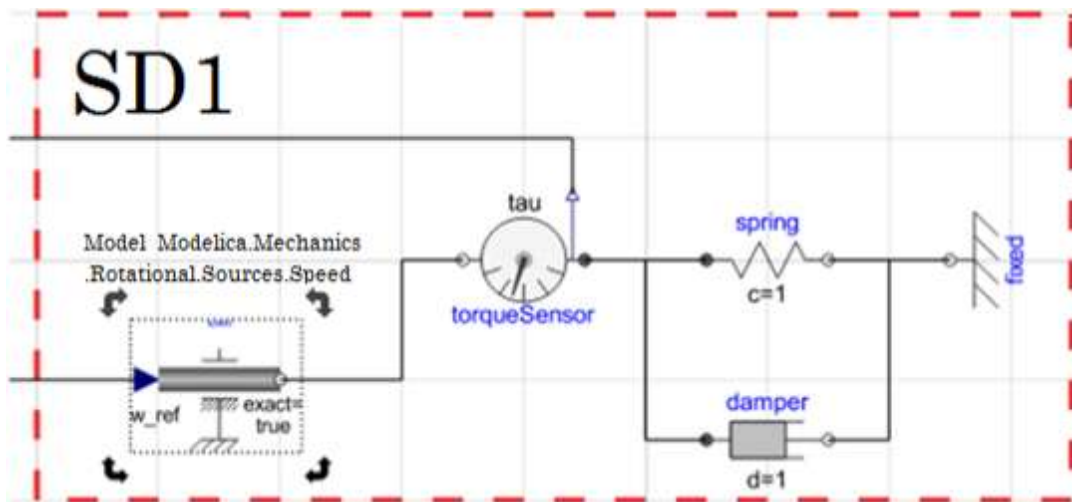 SD1
tau
Model Modelica.Mechanics
.Rotational.Sources.Speed
spring
c=1
fixed
torqueSensor
w_ref
exact=
true
damper
d=1